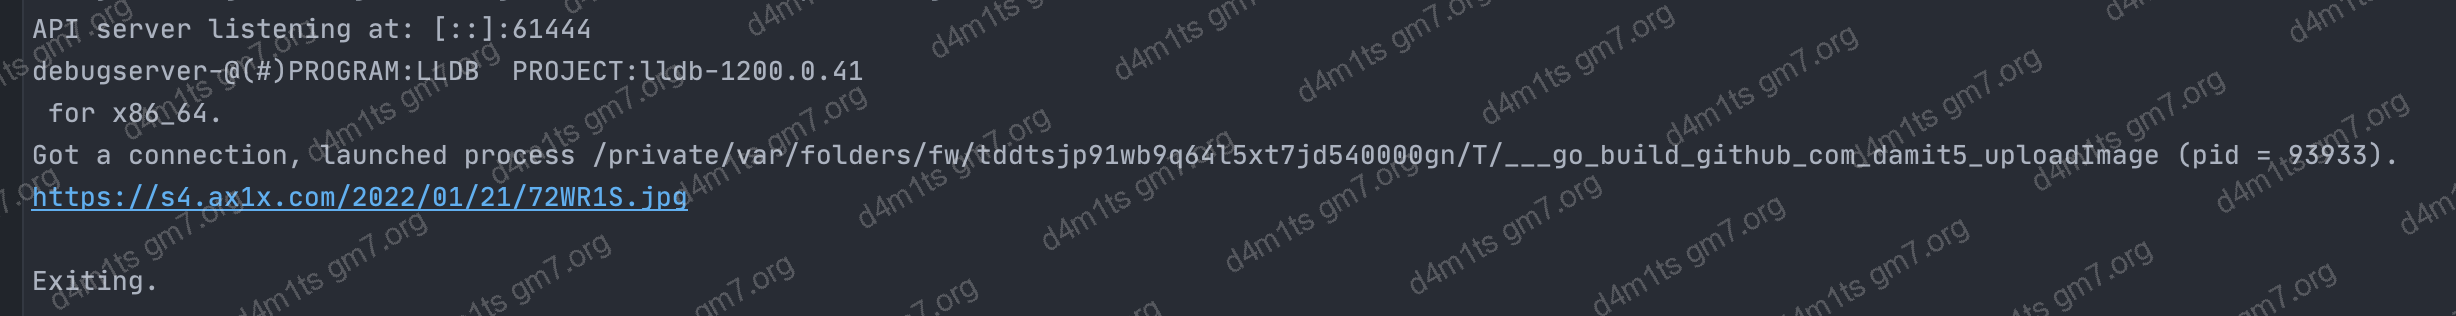 API server listening at: [::]:61444
debugserver-@(#)PROGRAM:LLDB  PROJECT:lldb-1200.0.41
 for x86_64.
Got a connection, launched process /private/var/folders/fw/tddtsjp91wb9q64l5xt7jd540000gn/T/___go_build_github_com_damit5_uploadImage (pid = 93933).
https://s4.ax1x.com/2022/01/21/72WR1S.jpg
Exiting.
d4m1ts gm7.org